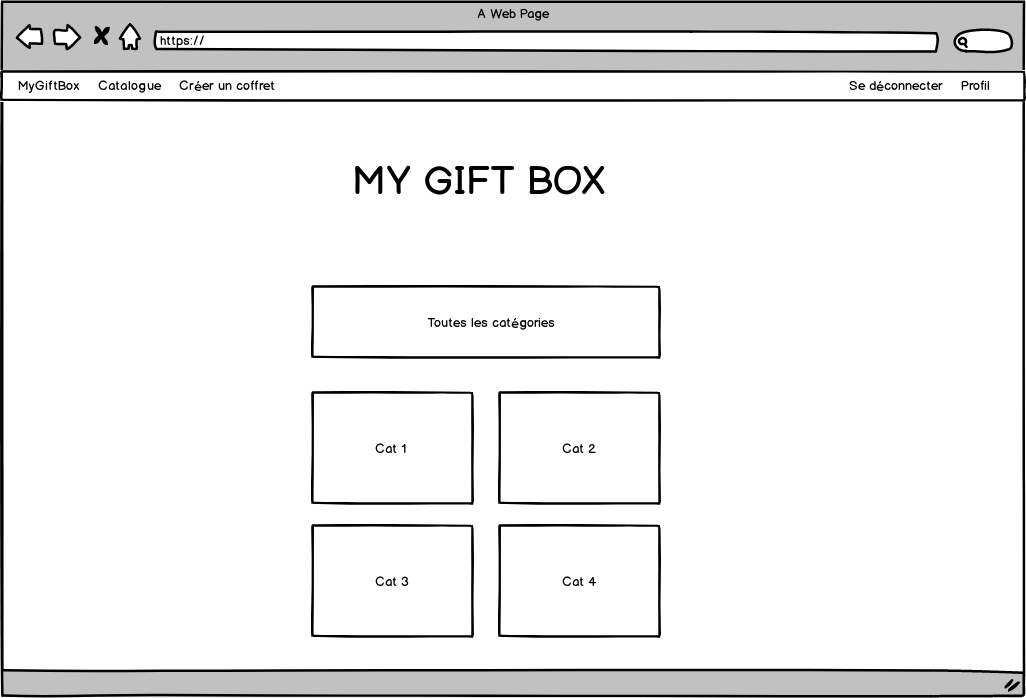 A Web Page
https://
MyGiftBox Catalogue Créer un coffret Se déconnecter Profil
MY GIFT BOX
Toutes les catégories
Cat 1 Cat 2
Cat 3 Cat 4